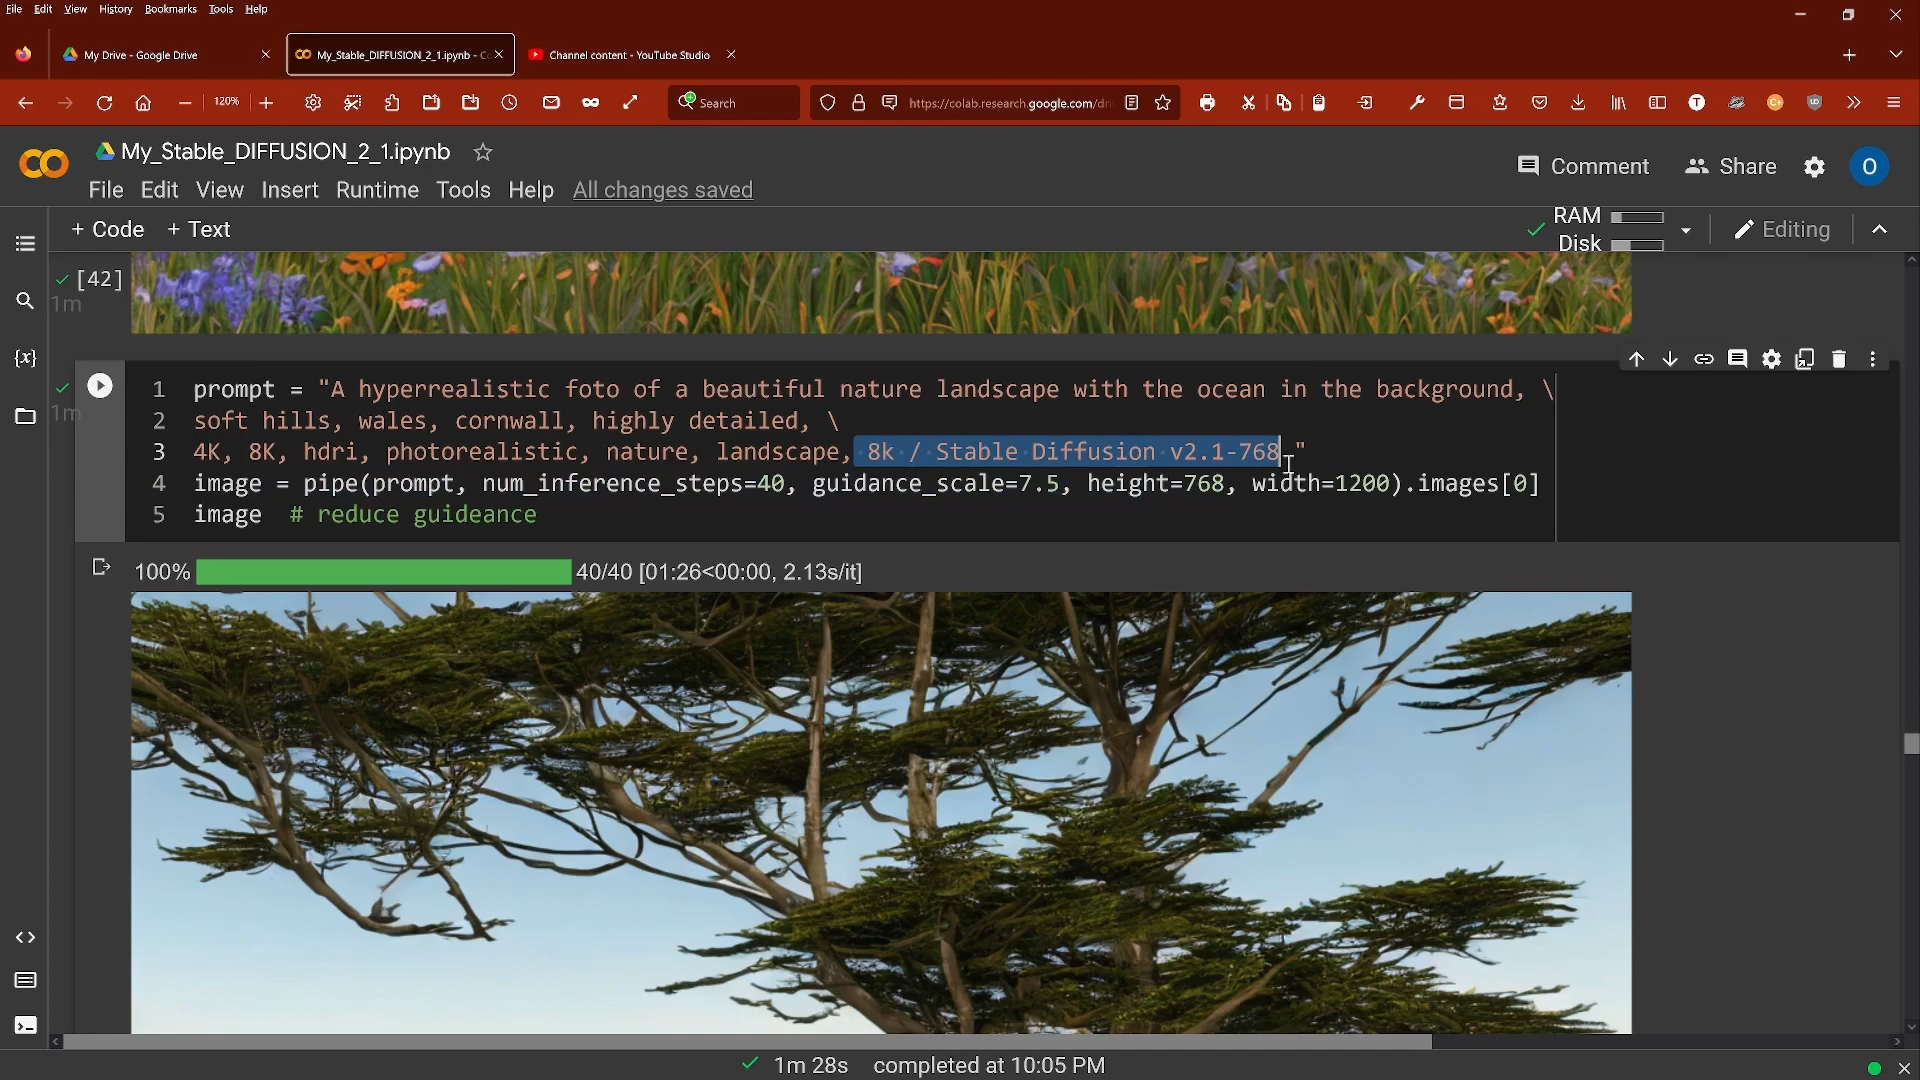 File Edit View History Bookmarks Tools Help
My Drive - Google Drive
My_Stable_DIFFUSION_2_1.ipynb - Co
Channel content - YouTube Studio
120%
Search
https://colab.research.google.com/dri
My_Stable_DIFFUSION_2_1.ipynb
Comment
Share
O
File Edit View Insert Runtime Tools Help All changes saved
+ Code + Text
RAM
Disk
Editing
[42]
1m
1m
1 prompt = "A hyperrealistic foto of a beautiful nature landscape with the ocean in the background, \
2 soft hills, wales, cornwall, highly detailed, \
3 4K, 8K, hdri, photorealistic, nature, landscape, 8k / Stable Diffusion v2.1-768 "
4 image = pipe(prompt, num_inference_steps=40, guidance_scale=7.5, height=768, width=1200).images[0]
5 image # reduce guideance
100% 40/40 [01:26<00:00, 2.13s/it]
1m 28s completed at 10:05 PM